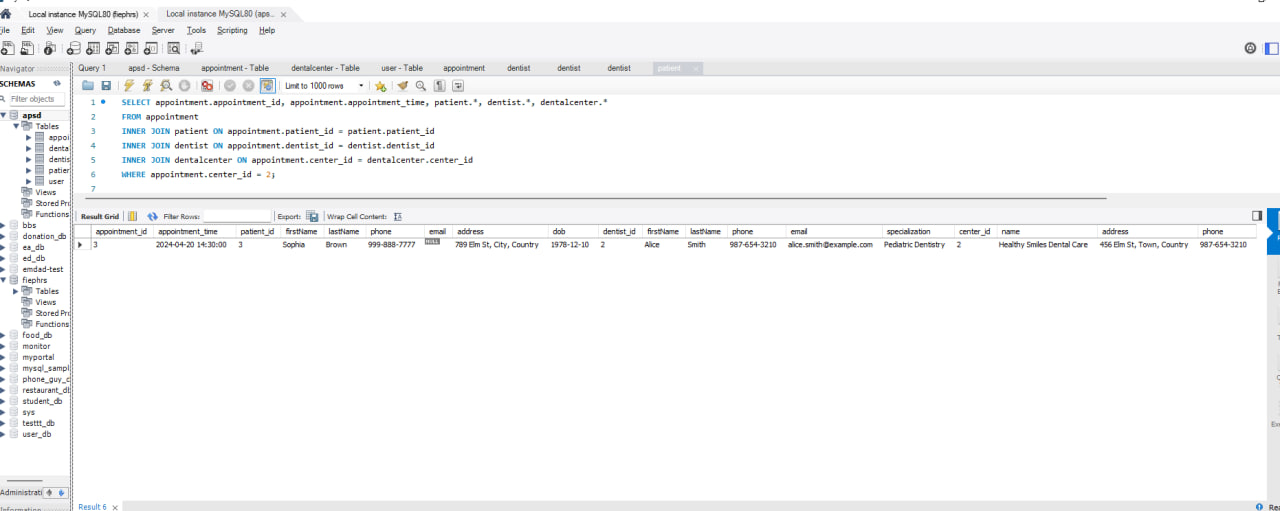 Local instance MySQL80 (fiephrs) × Local instance MySQL80 (aps.. ×
ile Edit View Query Database Server Tools Scripting Help
Navigator Query 1 apsd - Schema appointment - Table dentalcenter - Table user - Table appointment dentist dentist dentist patient ×
SCHEMAS
Filter objects
Limit to 1000 rows
1 SELECT appointment.appointment_id, appointment.appointment_time, patient.*, dentist.*, dentalcenter.*
2 FROM appointment
3 INNER JOIN patient ON appointment.patient_id = patient.patient_id
4 INNER JOIN dentist ON appointment.dentist_id = dentist.dentist_id
5 INNER JOIN dentalcenter ON appointment.center_id = dentalcenter.center_id
6 WHERE appointment.center_id = 2;
7
apsd
Tables
appoi
denta
dentis
patier
user
Views
Stored Pro
Functions
bbs
donation_db
ea_db
ed_db
emdad-test
fiephrs
Tables
Views
Stored Pro
Functions
food_db
monitor
myportal
mysql_sampl
phone_guy_c
restaurant_d
student_db
sys
testtt_db
user_db
Administrati
Information
Result Grid Filter Rows: Export: Wrap Cell Content: IA
appointment_id appointment_time patient_id firstName lastName phone email address dob dentist_id firstName lastName phone email specialization center_id name address phone
3 2024-04-20 14:30:00 3 Sophia Brown 999-888-7777 NULL 789 Elm St, City, Country 1978-12-10 2 Alice Smith 987-654-3210 alice.smith@example.com Pediatric Dentistry 2 Healthy Smiles Dental Care 456 Elm St, Town, Country 987-654-3210
Result 6 ×
Rea